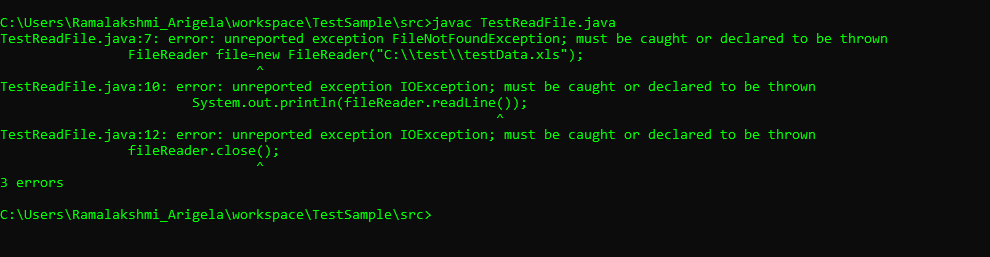 C:\Users\Ramalakshmi_Arigela\workspace\TestSample\src>javac TestReadFile.java
TestReadFile.java:7: error: unreported exception FileNotFoundException; must be caught or declared to be thrown
                FileReader file=new FileReader("C:\\test\\testData.xls");
                                ^
TestReadFile.java:10: error: unreported exception IOException; must be caught or declared to be thrown
                        System.out.println(fileReader.readLine());
                                                              ^
TestReadFile.java:12: error: unreported exception IOException; must be caught or declared to be thrown
                fileReader.close();
                                ^
3 errors
C:\Users\Ramalakshmi_Arigela\workspace\TestSample\src>